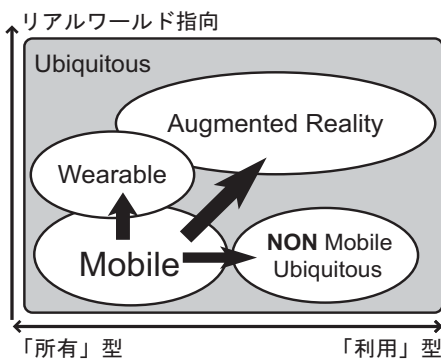 リアルワールド指向
Ubiquitous
Augmented Reality
Wearable
Mobile
NON Mobile
Ubiquitous
「所有」型
「利用」型